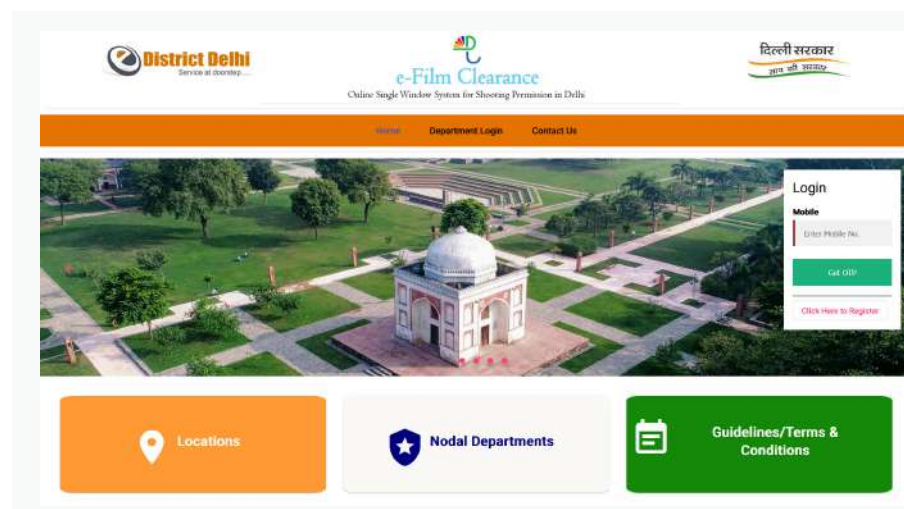 District Delhi
Service at doorstep ....
e-Film Clearance
Online Single Window System for Shooting Permission in Delhi
दिल्ली सरकार
आप की सरकार
Home Department Login Contact Us
Login
Mobile
Enter Mobile No.
Get OTP
Click Here to Register
Locations
Nodal Departments
Guidelines/Terms &
Conditions